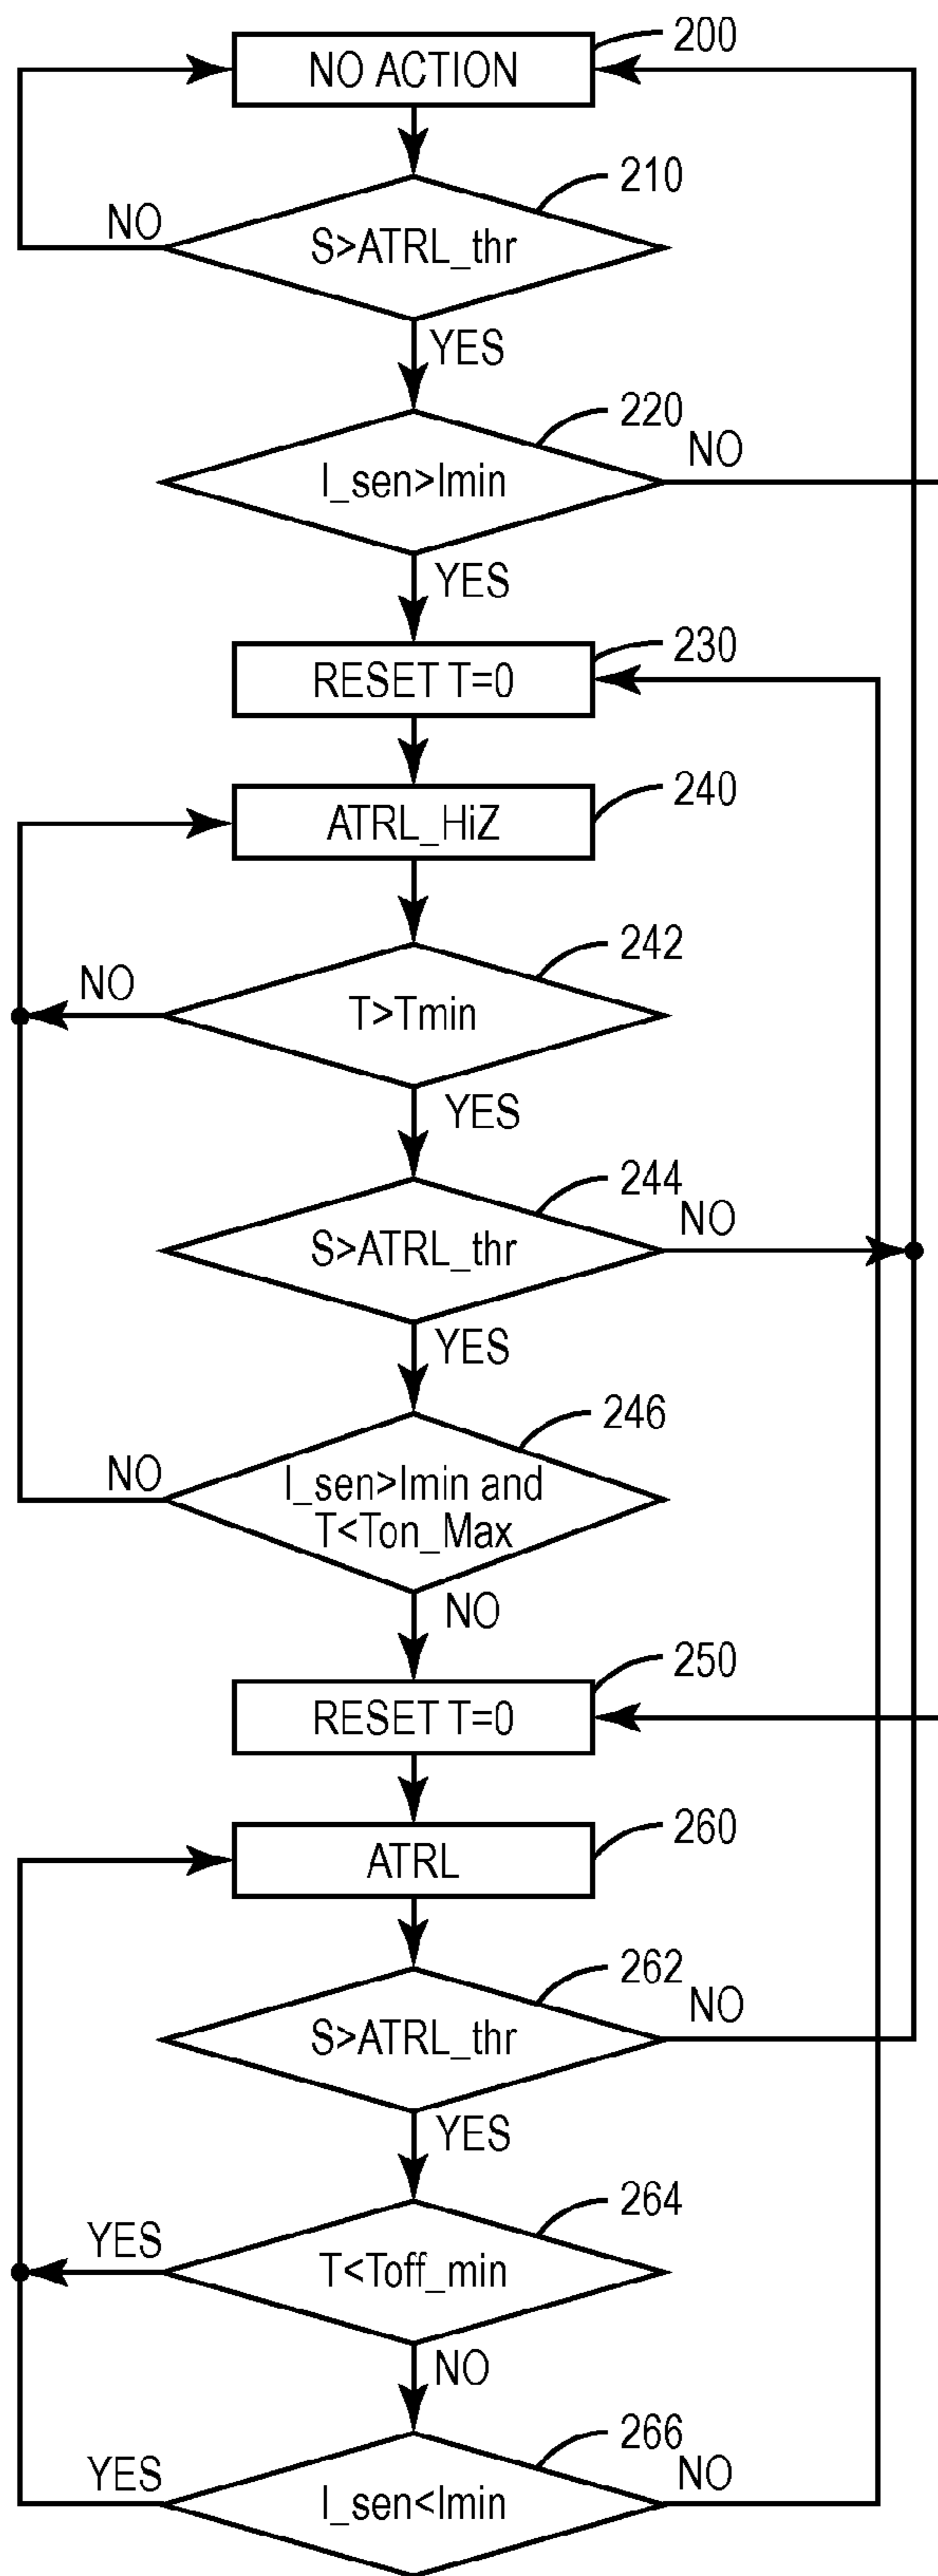 200
NO ACTION
210
NO
S>ATRL_thr
YES
220
NO
I_sen>Imin
YES
230
RESET T=0
240
ATRL_HiZ
242
NO
T>Tmin
YES
244
NO
S>ATRL_thr
YES
246
NO
I_sen>Imin and
T<Ton_Max
NO
250
RESET T=0
260
ATRL
262
NO
S>ATRL_thr
YES
264
YES
T<Toff_min
NO
266
YES
NO
I_sen<Imin